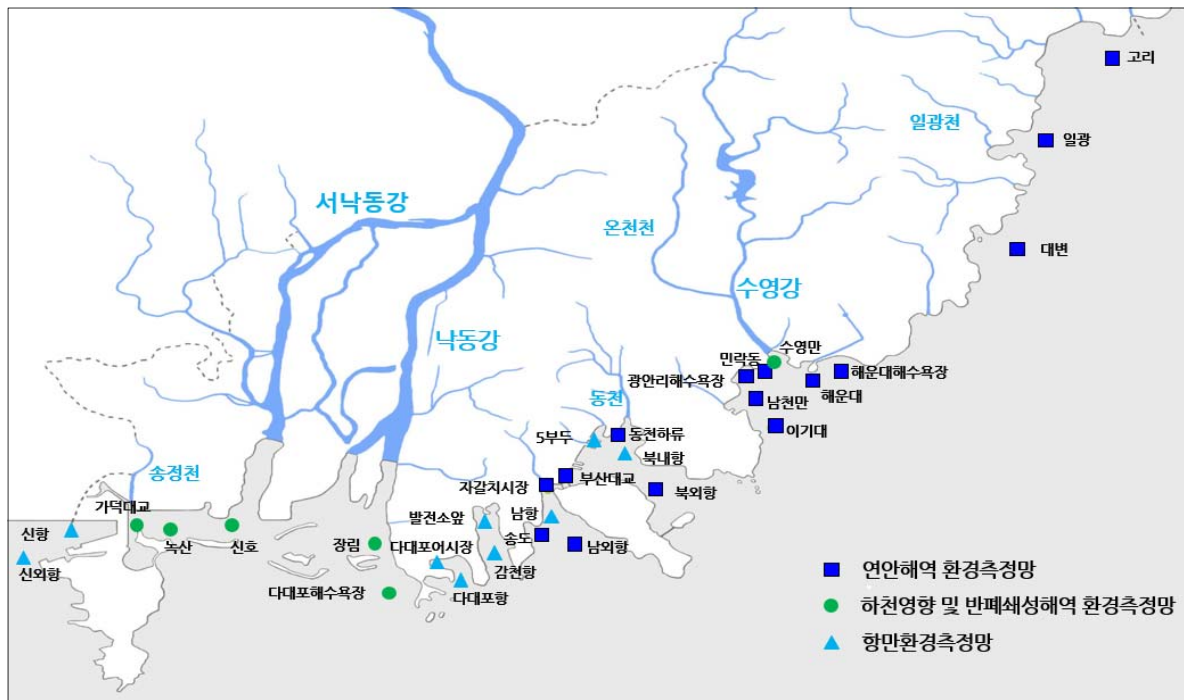 고리
일광천
일광
서낙동강
온천천
대변
수영강
낙동강
수영만
민락동
광안리해수욕장
해운대해수욕장
해운대
남천만
동천
이기대
5부두
동천하류
북내항
송정천
부산대교
자갈치시장
북외항
가덕대교
발전소앞
남항
신항
녹산
신호
장림
다대포어시장
송도
남외항
신외항
감천항
다대포해수욕장
다대포항
연안해역 환경측정망
하천영향 및 반폐쇄성해역 환경측정망
항만환경측정망